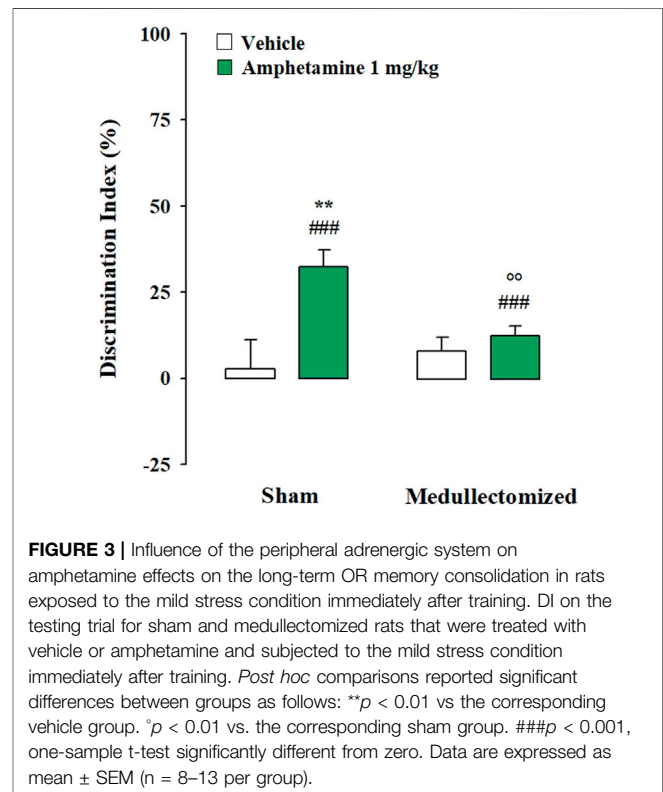 100
75
50
25
0
-25
Discrimination Index (%)
Vehicle
Amphetamine 1 mg/kg
**
###
°°
###
Sham
Medullectomized
FIGURE 3 | Influence of the peripheral adrenergic system on
amphetamine effects on the long-term OR memory consolidation in rats
exposed to the mild stress condition immediately after training. DI on the
testing trial for sham and medullectomized rats that were treated with
vehicle or amphetamine and subjected to the mild stress condition
immediately after training. Post hoc comparisons reported significant
differences between groups as follows: **p < 0.01 vs the corresponding
vehicle group. °p < 0.01 vs. the corresponding sham group. ###p < 0.001,
one-sample t-test significantly different from zero. Data are expressed as
mean ± SEM (n = 8–13 per group).